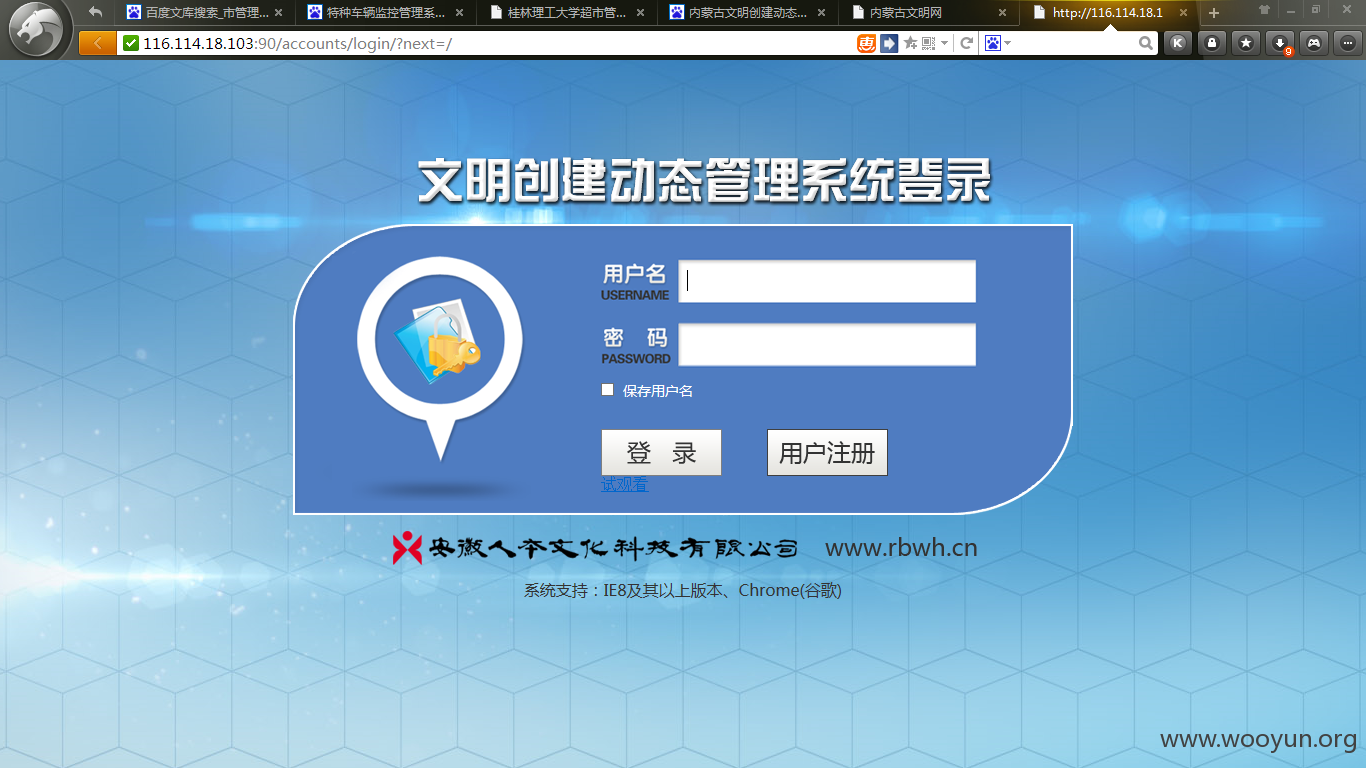 百度文库搜索_市管理...
特种车辆监控管理系...
桂林理工大学超市管...
内蒙古文明创建动态...
内蒙古文明网
http://116.114.18.1
116.114.18.103:90/accounts/login/?next=/
惠
K
9
文明创建动态管理系统登录
用户名
USERNAME
密 码
PASSWORD
保存用户名
登 录
用户注册
试观看
安徽人本文化科技有限公司 www.rbwh.cn
系统支持：IE8及其以上版本、Chrome(谷歌)
www.wooyun.org